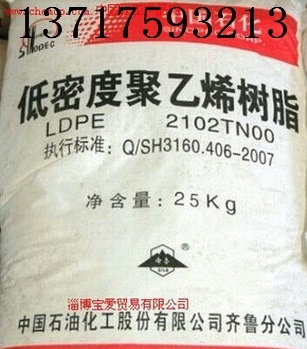 13717593213
低密度聚乙烯树脂
LDPE 2102TN00
执行标准：Q/SH3160.406-2007
净含量：25Kg
®
淄博宝爱贸易有限公司
中国石油化工股份有限公司齐鲁分公司